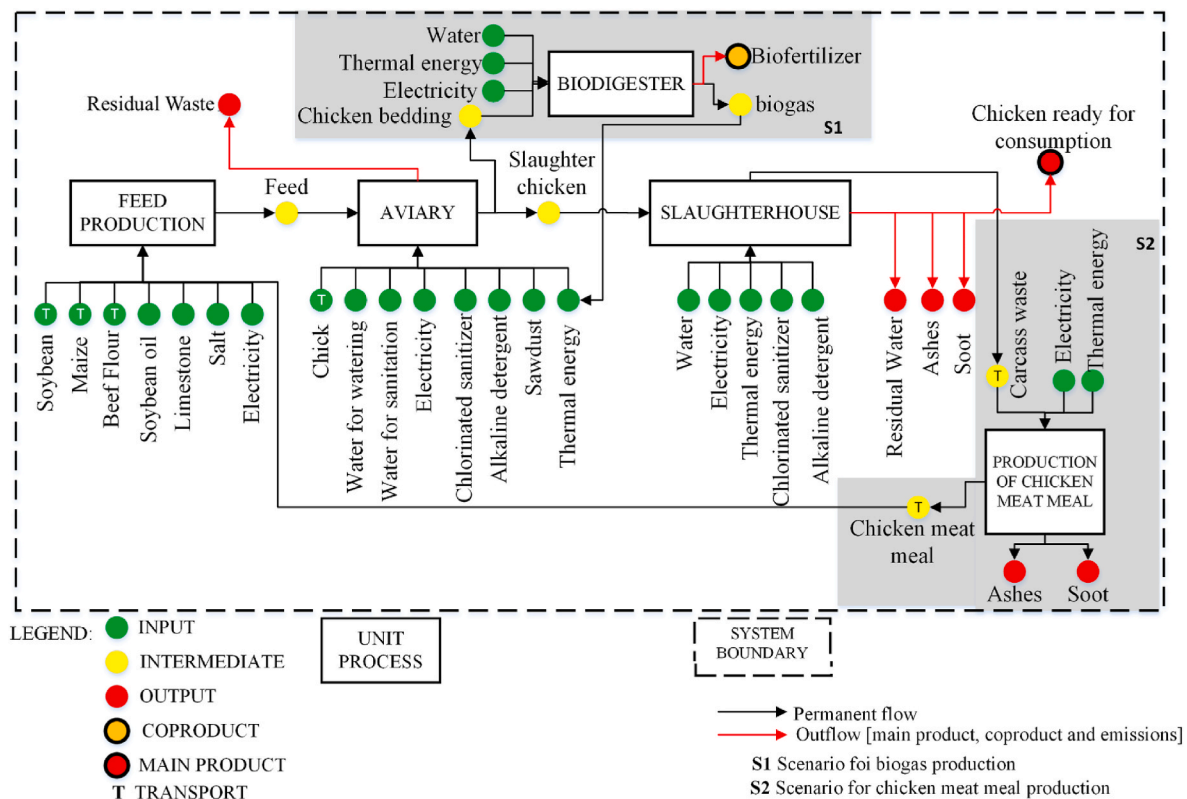 Water
Thermal energy
Electricity
Chicken bedding
BIODIGESTER
Biofertilizer
biogas
S1
Residual Waste
Chicken ready for
consumption
Slaughter
chicken
Feed
FEED
PRODUCTION
AVIARY
SLAUGHTERHOUSE
S2
T
T
T
Soybean
Maize
Beef Flour
Soybean oil
Limestone
Salt
Electricity
T
Chick
Water for watering
Water for sanitation
Electricity
Chlorinated sanitizer
Alkaline detergent
Sawdust
Thermal energy
Water
Electricity
Thermal energy
Chlorinated sanitizer
Alkaline detergent
Residual Water
Ashes
Soot
T
Carcass waste
Electricity
Thermal energy
PRODUCTION
OF CHICKEN
MEAT MEAL
T
Chicken meat
meal
Ashes
Soot
LEGEND:
INPUT
INTERMEDIATE
OUTPUT
COPRODUCT
MAIN PRODUCT
T TRANSPORT
UNIT
PROCESS
SYSTEM
BOUNDARY
Permanent flow
Outflow [main product, coproduct and emissions]
S1 Scenario foi biogas production
S2 Scenario for chicken meat meal production